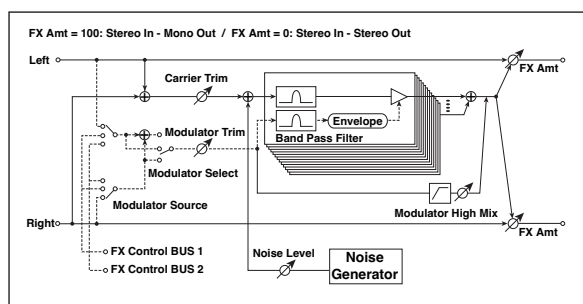 FX Amt = 100: Stereo In - Mono Out / FX Amt = 0: Stereo In - Stereo Out
Left
Carrier Trim
FX Amt
Envelope
Band Pass Filter
Modulator Trim
Modulator Select
Modulator Source
Modulator High Mix
Right
FX Amt
FX Control BUS 1
FX Control BUS 2
Noise Level
Noise
Generator